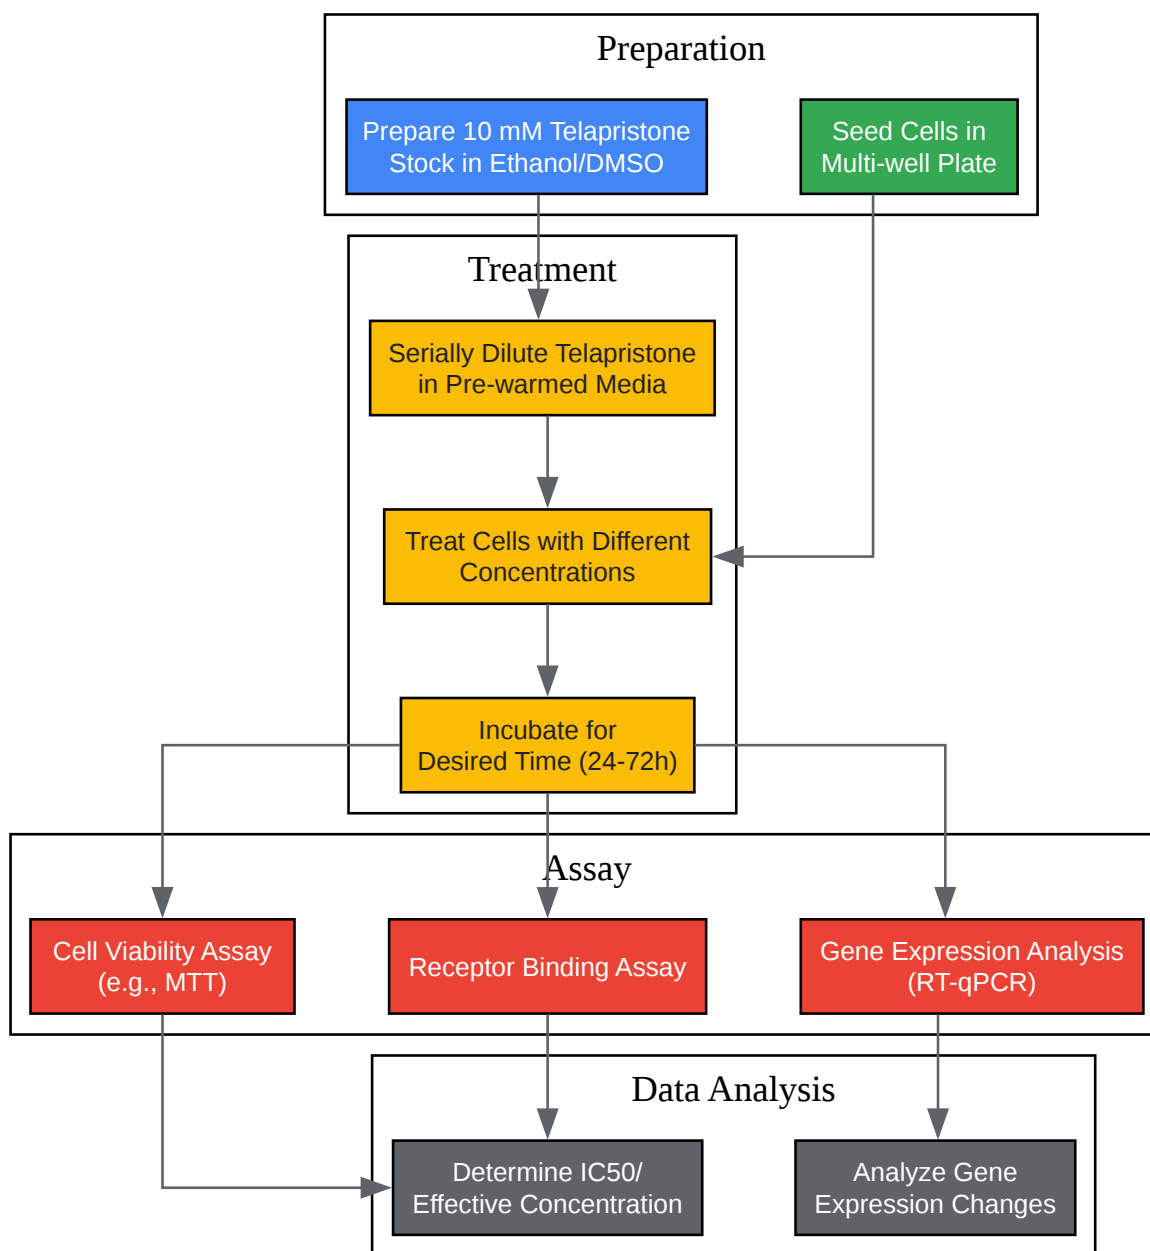 Preparation
Prepare 10 mM Telapristone
Stock in Ethanol/DMSO
Seed Cells in
Multi-well Plate
Treatment
Serially Dilute Telapristone
in Pre-warmed Media
Treat Cells with Different
Concentrations
Incubate for
Desired Time (24-72h)
Assay
Cell Viability Assay
(e.g., MTT)
Receptor Binding Assay
Gene Expression Analysis
(RT-qPCR)
Data Analysis
Determine IC50/
Effective Concentration
Analyze Gene
Expression Changes